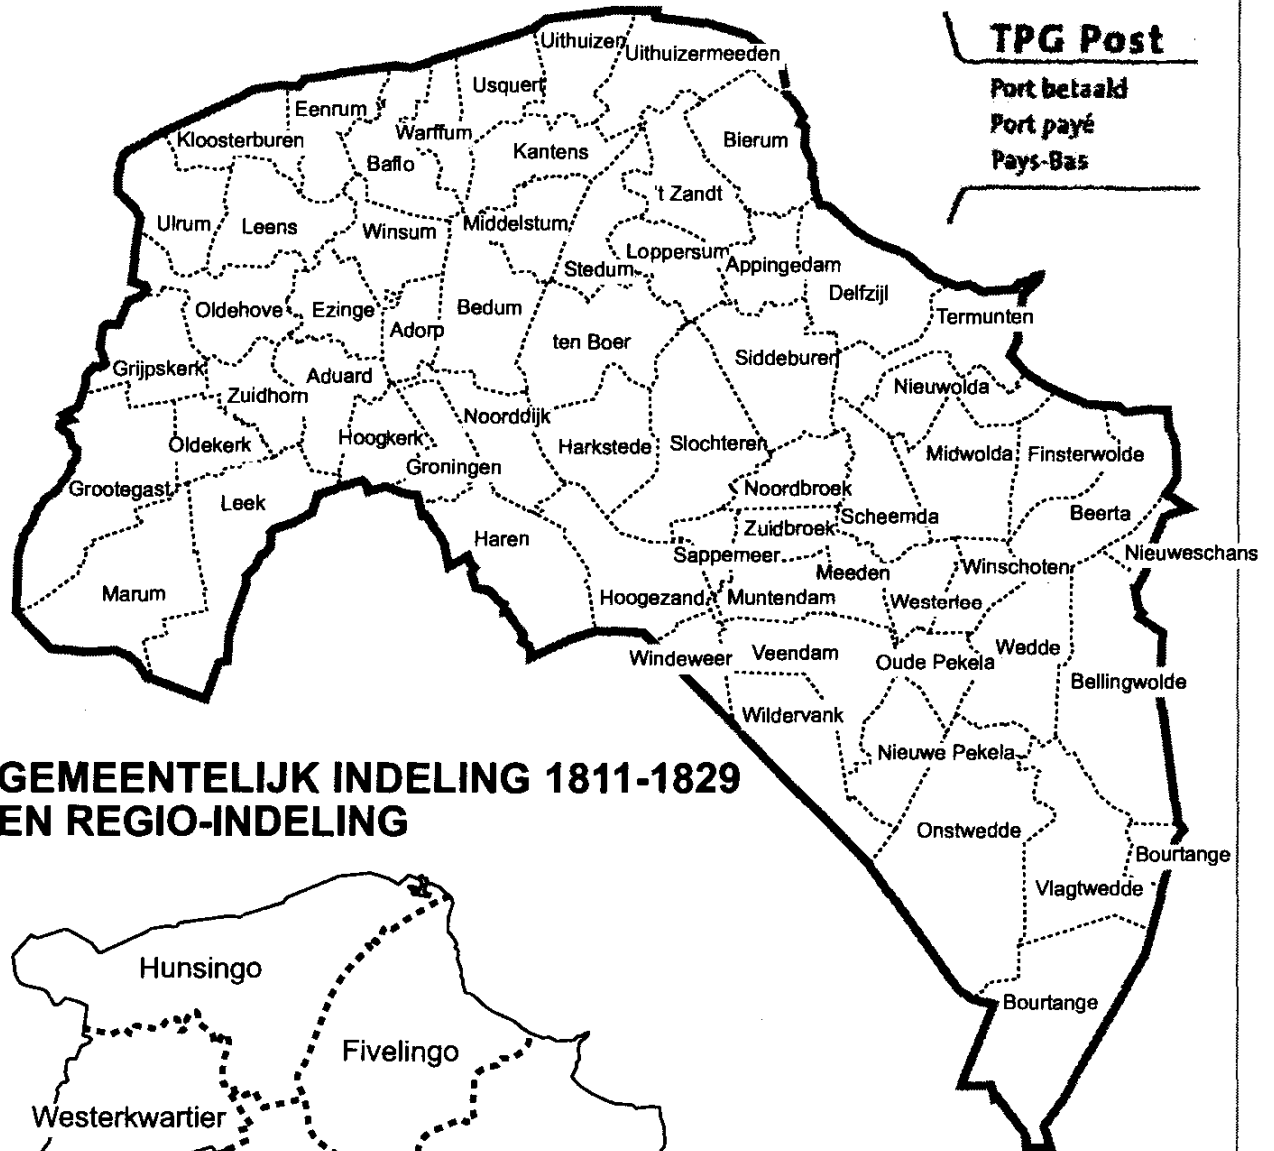 TPG Post
Port betaald
Port payé
Pays-Bas
Uithuizen
Uithuizermeeden
Usquert
Eenrum
Warffum
Kloosterburen
Baflo
Kantens
Bierum
't Zandt
Ulrum
Leens
Winsum
Middelstum
Loppersum
Stedum
Appingedam
Delfzijl
Oldehove
Ezinge
Adorp
Bedum
Termunten
ten Boer
Siddeburen
Grijpskerk
Aduard
Zuidhorn
Nieuwolda
Noorddijk
Oldekerk
Hoogkerk
Harkstede
Slochteren
Midwolda
Finsterwolde
Groningen
Grootegast
Leek
Noordbroek
Scheemda
Beerta
Zuidbroek
Haren
Sappemeer
Nieuweschans
Winschoten
Meeden
Marum
Hoogezand
Muntendam
Westerlee
Windeweer
Veendam
Oude Pekela
Wedde
Bellingwolde
Wildervank
Nieuwe Pekela
GEMEENTELIJK INDELING 1811-1829
EN REGIO-INDELING
Onstwedde
Bourtange
Vlagtwedde
Hunsingo
Bourtange
Fivelingo
Westerkwartier